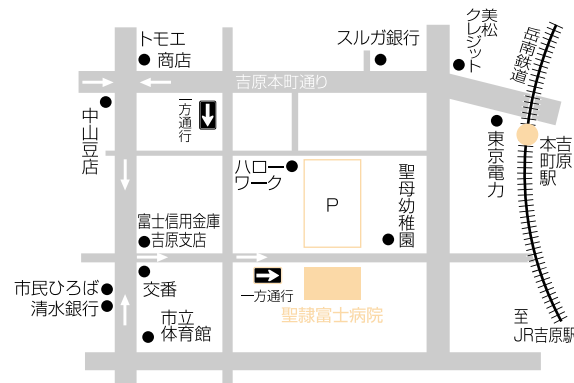 トモエ
商店
スルガ銀行
美松
クレジット
岳南鉄道
吉原本町通り
中山豆店
一方通行
東京電力
吉原
本町駅
ハロー
ワーク
P
聖母幼稚園
富士信用金庫
吉原支店
市民ひろば
清水銀行
交番
一方通行
市立
体育館
聖隷富士病院
至
JR吉原駅